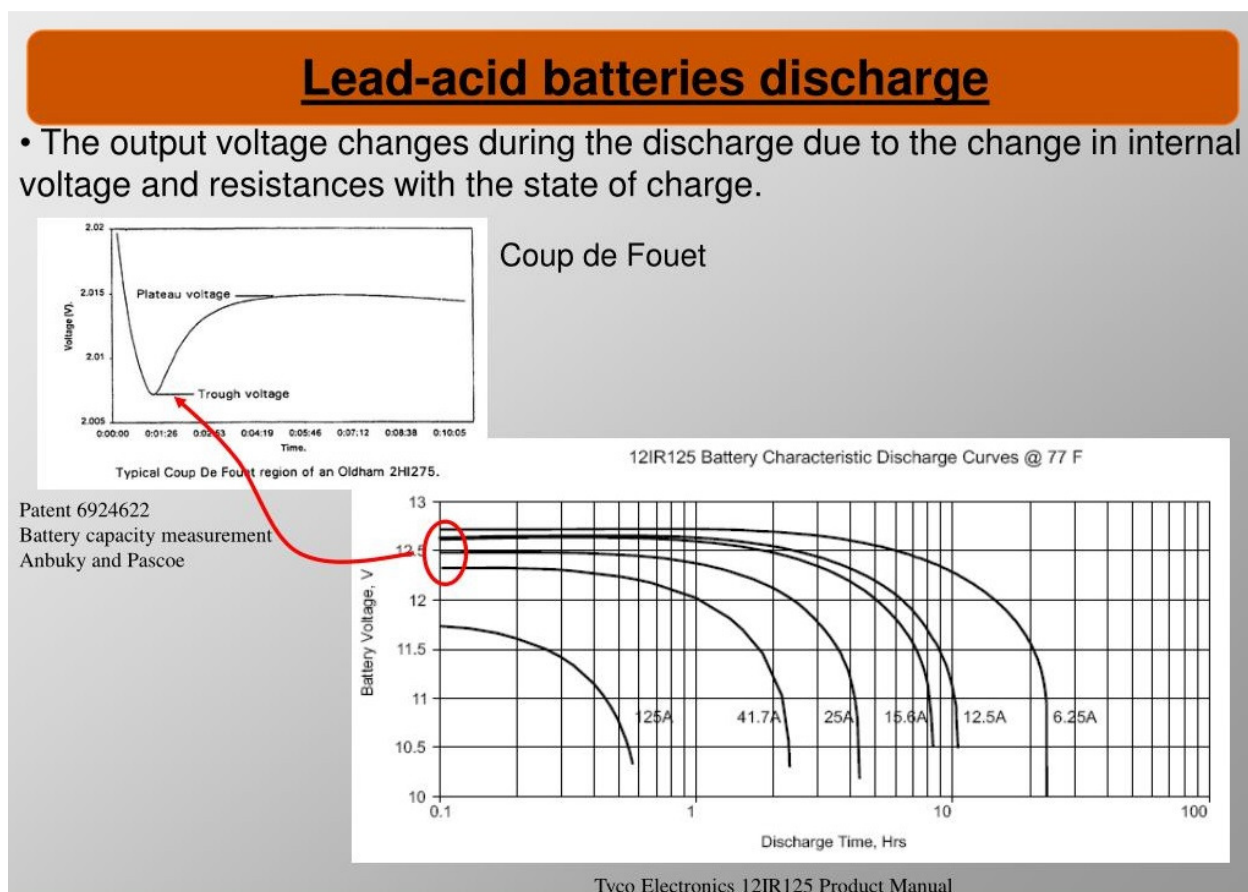 Lead-acid batteries discharge
• The output voltage changes during the discharge due to the change in internal
voltage and resistances with the state of charge.
Coup de Fouet
2.02
2.015
2.01
2.005
Voltage (V).
Plateau voltage
Trough voltage
0:00:00 0:01:26 0:02:53 0:04:19 0:05:46 0:07:12 0:08:38 0:10:05
Time.
Typical Coup De Fouet region of an Oldham 2HI275.
Patent 6924622
Battery capacity measurement
Anbuky and Pascoe
12IR125 Battery Characteristic Discharge Curves @ 77 F
13
12.5
12
11.5
11
10.5
10
Battery Voltage, V
125A 41.7A 25A 15.6A 12.5A 6.25A
0.1 1 10 100
Discharge Time, Hrs
Tyco Electronics 12IR125 Product Manual